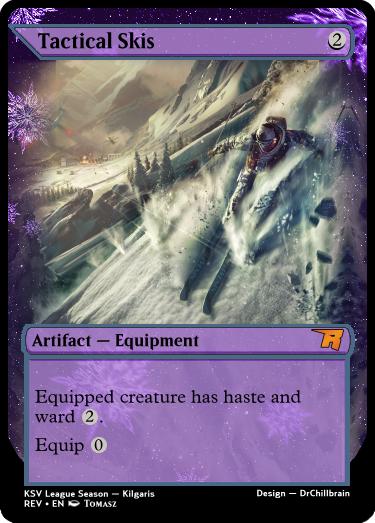 Tactical Skis 2
Artifact — Equipment
Equipped creature has haste and
ward 2.
Equip 0
KSV League Season — Kilgaris
Design — DrChillbrain
REV • EN Tomasz